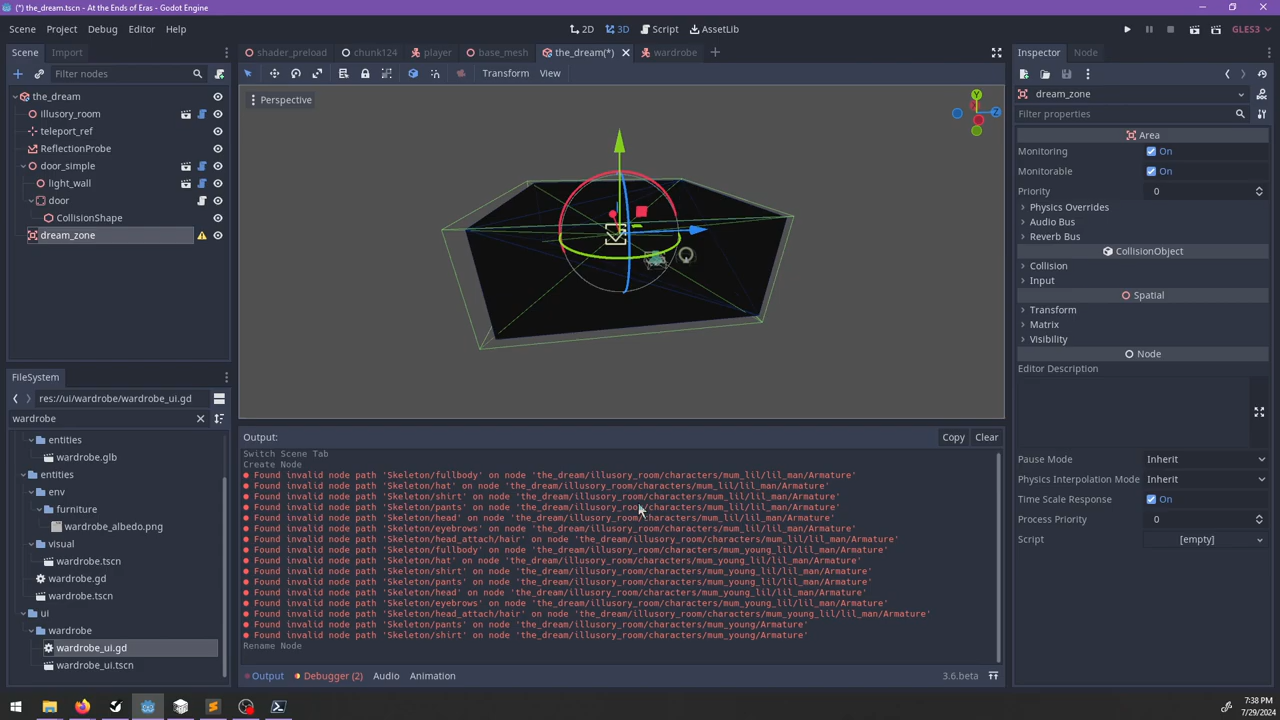 (*) the_dream.tscn - At the Ends of Eras - Godot Engine
Scene Project Debug Editor Help
2D 3D Script AssetLib
GLES3
Scene Import
Filter nodes
the_dream
illusory_room
teleport_ref
ReflectionProbe
door_simple
light_wall
door
CollisionShape
dream_zone
FileSystem
res://ui/wardrobe/wardrobe_ui.gd
wardrobe
entities
wardrobe.glb
entities
env
furniture
wardrobe_albedo.png
visual
wardrobe.tscn
wardrobe.gd
wardrobe.tscn
ui
wardrobe
wardrobe_ui.gd
wardrobe_ui.tscn
shader_preload chunk124 player base_mesh the_dream(*) wardrobe
Transform View
Perspective
Y
Z
Output:
Copy Clear
Switch Scene Tab
Create Node
Found invalid node path 'Skeleton/fullbody' on node 'the_dream/illusory_room/characters/mum_lil/lil_man/Armature'
Found invalid node path 'Skeleton/hat' on node 'the_dream/illusory_room/characters/mum_lil/lil_man/Armature'
Found invalid node path 'Skeleton/shirt' on node 'the_dream/illusory_room/characters/mum_lil/lil_man/Armature'
Found invalid node path 'Skeleton/pants' on node 'the_dream/illusory_room/characters/mum_lil/lil_man/Armature'
Found invalid node path 'Skeleton/head' on node 'the_dream/illusory_room/characters/mum_lil/lil_man/Armature'
Found invalid node path 'Skeleton/eyebrows' on node 'the_dream/illusory_room/characters/mum_lil/lil_man/Armature'
Found invalid node path 'Skeleton/head_attach/hair' on node 'the_dream/illusory_room/characters/mum_lil/lil_man/Armature'
Found invalid node path 'Skeleton/fullbody' on node 'the_dream/illusory_room/characters/mum_young_lil/lil_man/Armature'
Found invalid node path 'Skeleton/hat' on node 'the_dream/illusory_room/characters/mum_young_lil/lil_man/Armature'
Found invalid node path 'Skeleton/shirt' on node 'the_dream/illusory_room/characters/mum_young_lil/lil_man/Armature'
Found invalid node path 'Skeleton/pants' on node 'the_dream/illusory_room/characters/mum_young_lil/lil_man/Armature'
Found invalid node path 'Skeleton/head' on node 'the_dream/illusory_room/characters/mum_young_lil/lil_man/Armature'
Found invalid node path 'Skeleton/eyebrows' on node 'the_dream/illusory_room/characters/mum_young_lil/lil_man/Armature'
Found invalid node path 'Skeleton/head_attach/hair' on node 'the_dream/illusory_room/characters/mum_young_lil/lil_man/Armature'
Found invalid node path 'Skeleton/pants' on node 'the_dream/illusory_room/characters/mum_young/Armature'
Found invalid node path 'Skeleton/shirt' on node 'the_dream/illusory_room/characters/mum_young/Armature'
Rename Node
Output Debugger (2) Audio Animation
3.6.beta
Inspector Node
dream_zone
Filter properties
Area
Monitoring On
Monitorable On
Priority 0
Physics Overrides
Audio Bus
Reverb Bus
CollisionObject
Collision
Input
Spatial
Transform
Matrix
Visibility
Node
Editor Description
Pause Mode Inherit
Physics Interpolation Mode Inherit
Time Scale Response On
Process Priority 0
Script [empty]
7:38 PM
7/29/2024